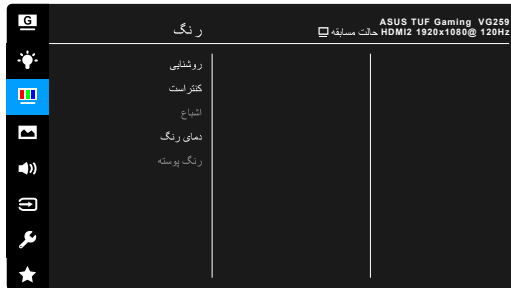 G
رنگ
ASUS TUF Gaming VG259
حالت مسابقه HDMI2 1920x1080@ 120Hz
روشنایی
کنتراست
اشباع
دمای رنگ
رنگ پوسته